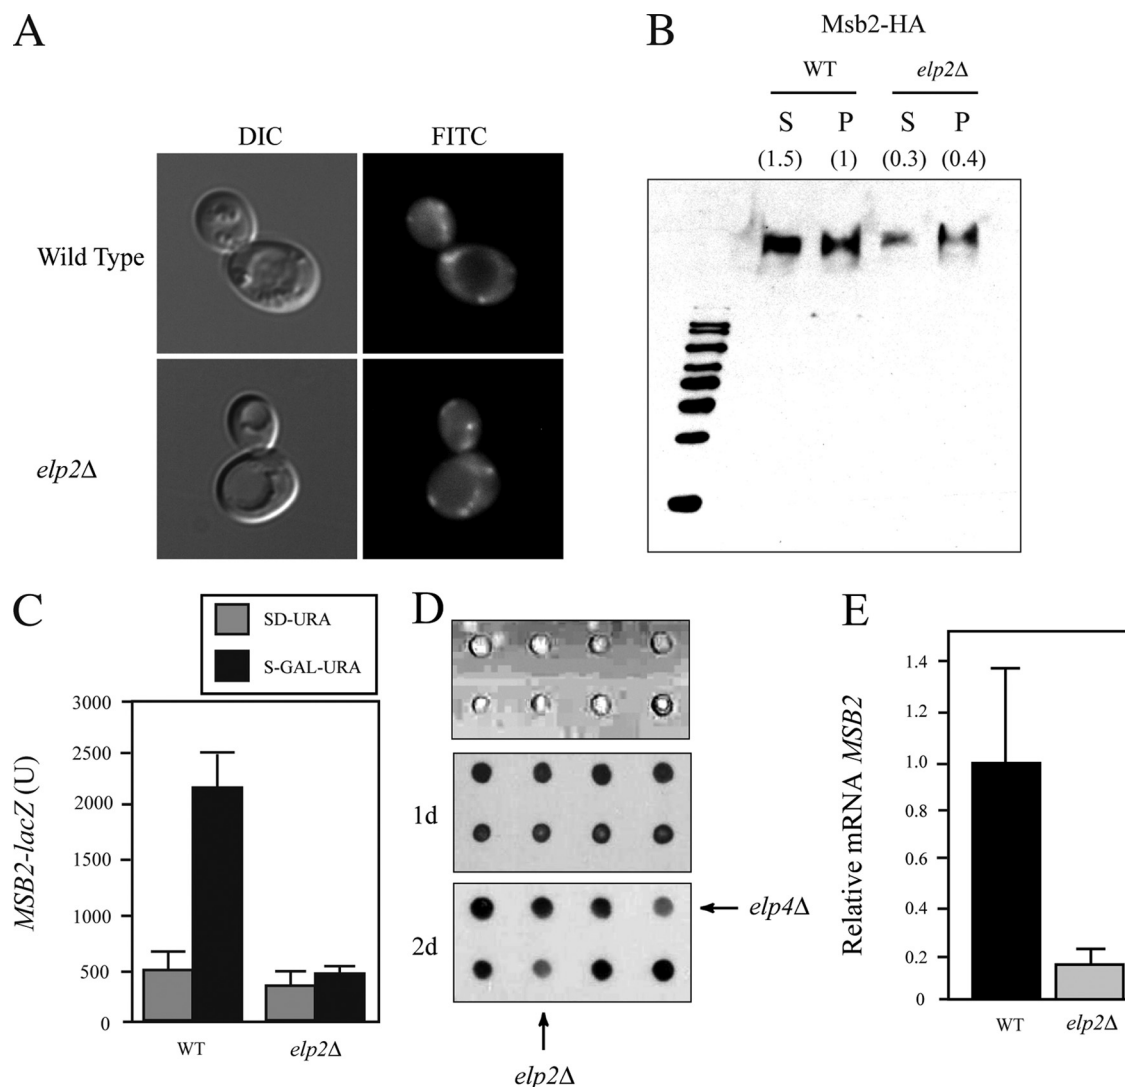 A
DIC
FITC
Wild Type
elp2Δ
B
Msb2-HA
WT
elp2Δ
S
P
S
P
(1.5)
(1)
(0.3)
(0.4)
C
SD-URA
S-GAL-URA
MSB2-lacZ (U)
3000
2500
2000
1500
1000
500
0
WT
elp2Δ
D
1d
2d
elp4Δ
elp2Δ
E
Relative mRNA MSB2
1.4
1.2
1.0
0.8
0.6
0.4
0.2
0
WT
elp2Δ